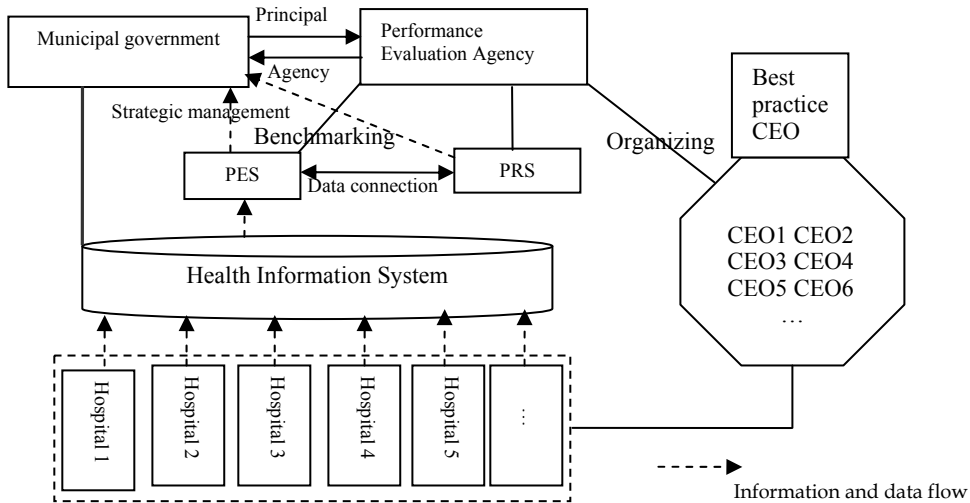 Principal
Municipal government
Performance
Evaluation Agency
Agency
Strategic management
Benchmarking
Organizing
Best
practice
CEO
PES
Data connection
PRS
Health Information System
CEO1 CEO2
CEO3 CEO4
CEO5 CEO6
…
Hospital 1
Hospital 2
Hospital 3
Hospital 4
Hospital 5
…
Information and data flow